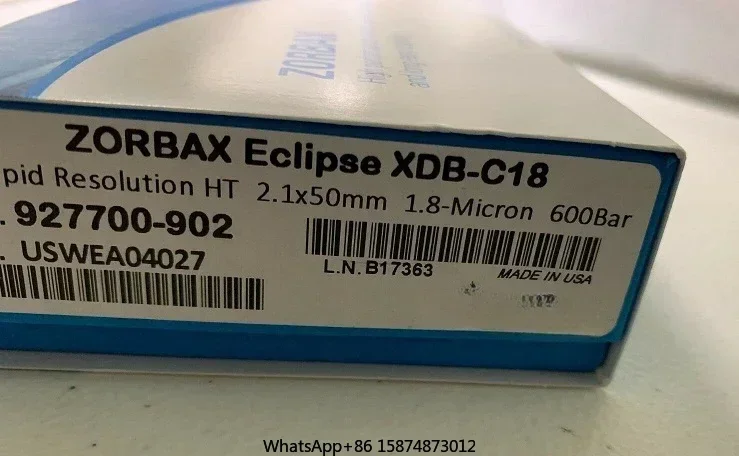 ZORBAX
ZORBAX Eclipse XDB-C18
pid Resolution HT 2.1x50mm 1.8-Micron 600Bar
. 927700-902
. USWEA04027
L.N. B17363
MADE IN USA
WhatsApp+86 15874873012